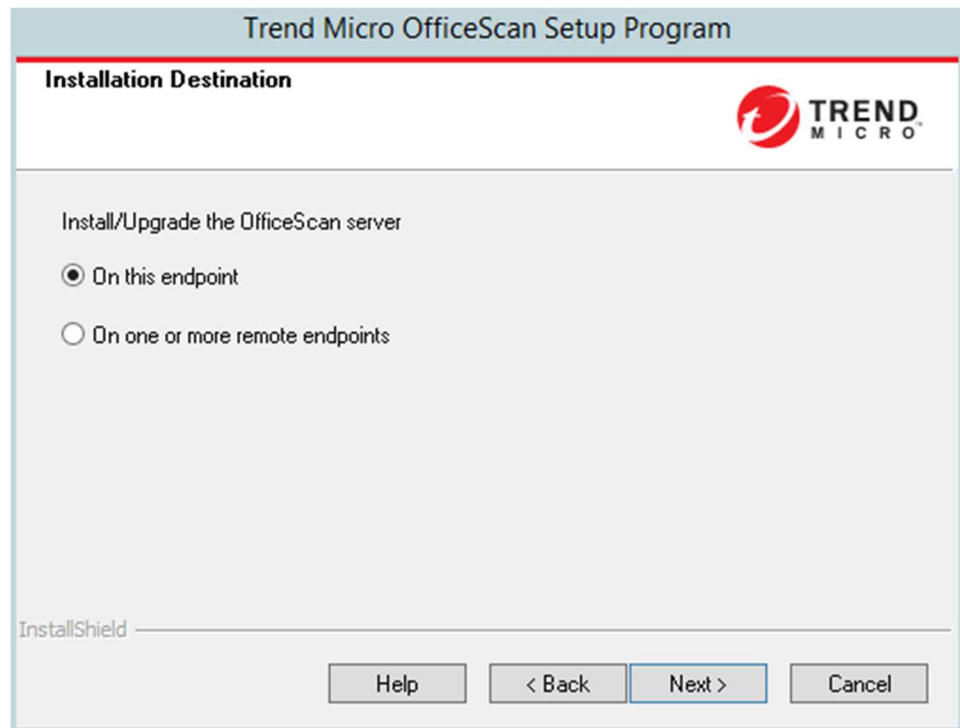 Trend Micro OfficeScan Setup Program
Installation Destination
TREND
MICRO™
Install/Upgrade the OfficeScan server
On this endpoint
On one or more remote endpoints
InstallShield
Help
< Back
Next >
Cancel